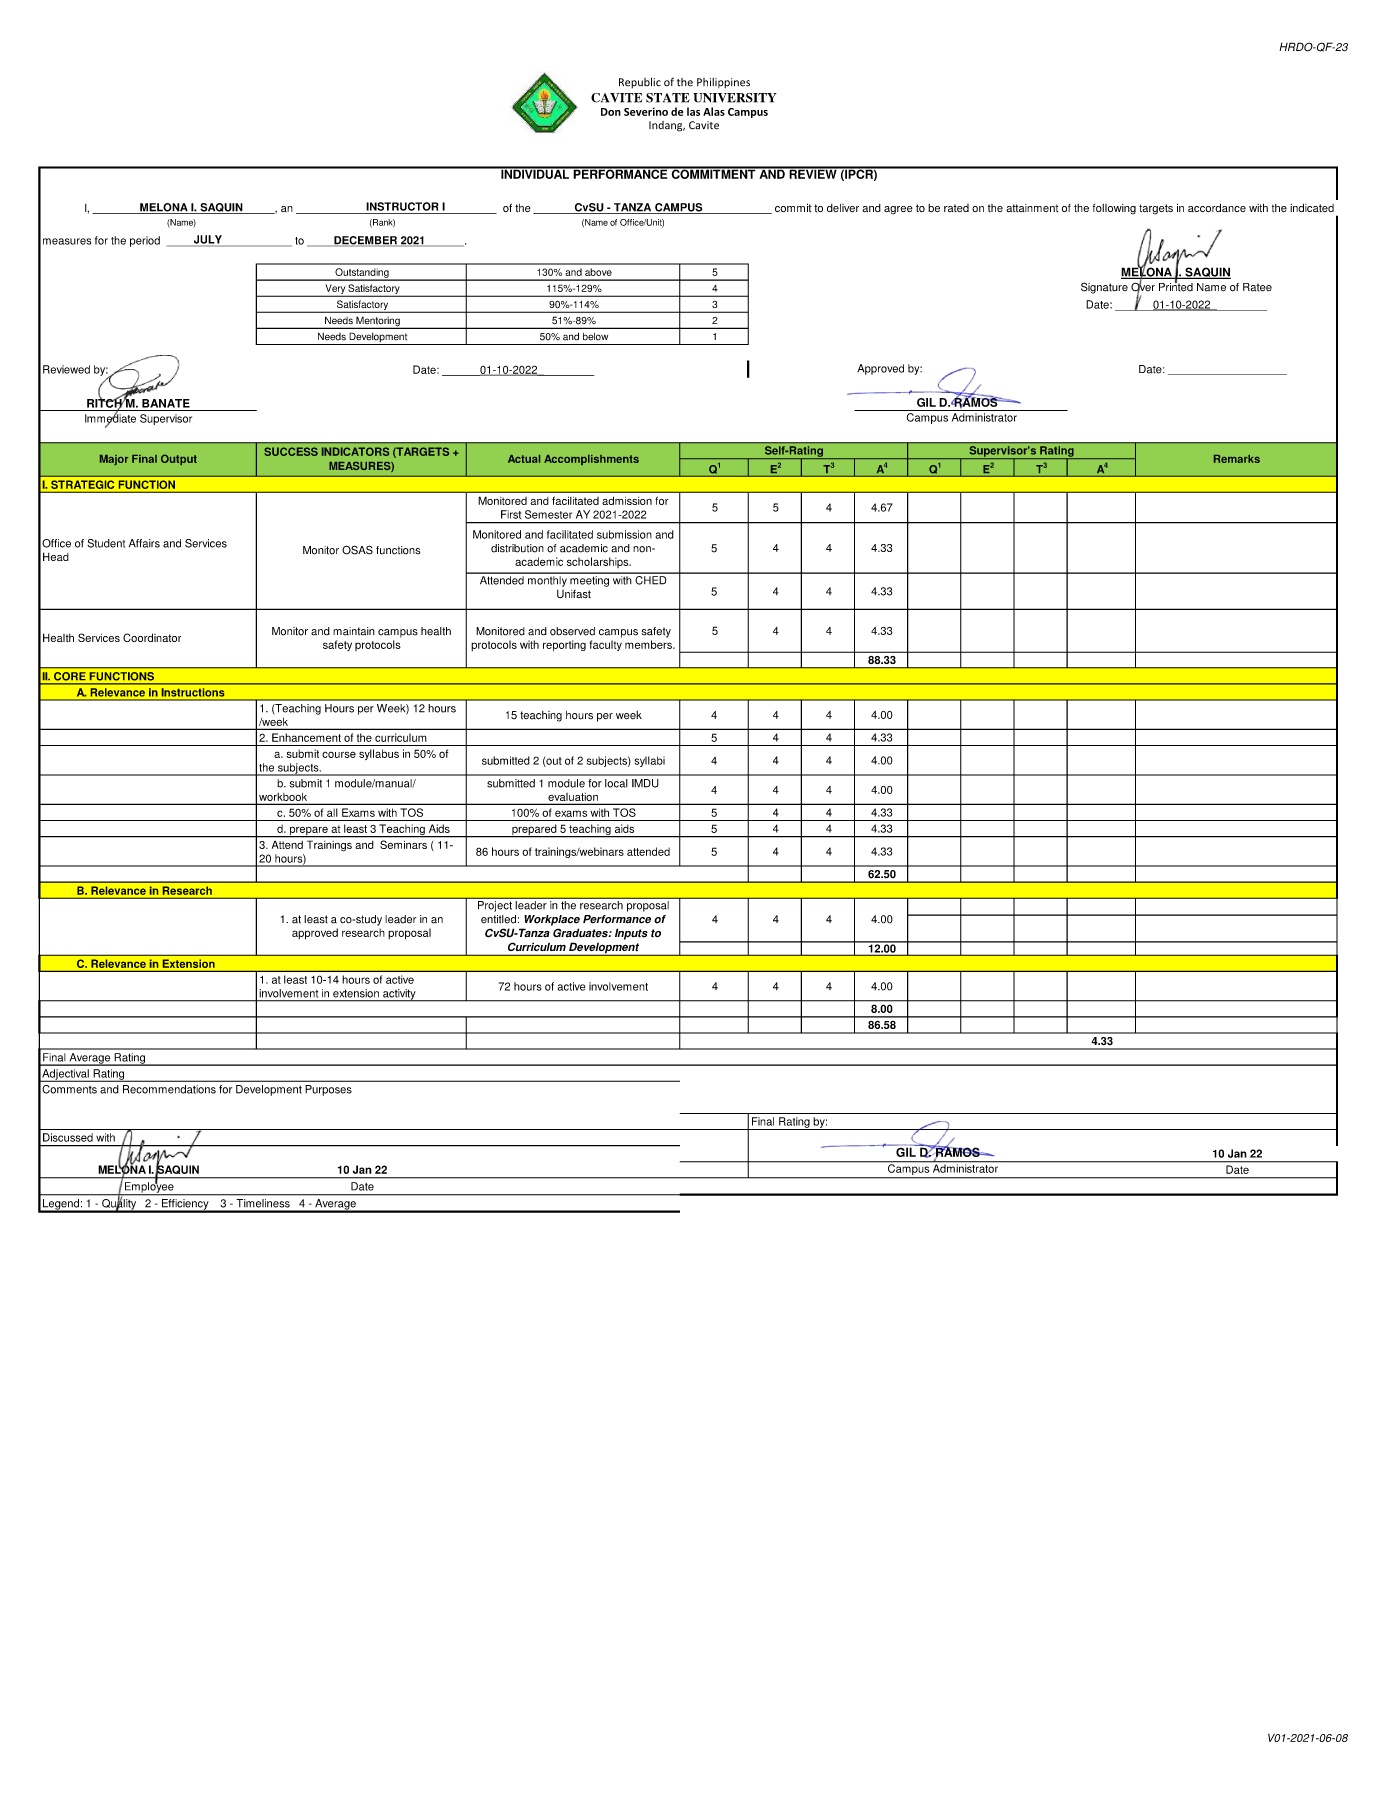 HRDO-QF-23
Republic of the Philippines
CAVITE STATE UNIVERSITY
Don Severino de las Alas Campus
Indang, Cavite
INDIVIDUAL PERFORMANCE COMMITMENT AND REVIEW (IPCR)
I, MELONA I. SAQUIN, an INSTRUCTOR I of the CvSU - TANZA CAMPUS commit to deliver and agree to be rated on the attainment of the following targets in accordance with the indicated
(Name) (Rank) (Name of Office/Unit)
measures for the period JULY to DECEMBER 2021.
Outstanding 130% and above 5
Very Satisfactory 115%-129% 4
Satisfactory 90%-114% 3
Needs Mentoring 51%-89% 2
Needs Development 50% and below 1
MELONA I. SAQUIN
Signature Over Printed Name of Ratee
Date: 01-10-2022
Reviewed by: Date: 01-10-2022 Approved by: Date:
RITCH M. BANATE GIL D. RAMOS
Immediate Supervisor Campus Administrator
Major Final Output SUCCESS INDICATORS (TARGETS + MEASURES) Actual Accomplishments Self-Rating Supervisor's Rating Remarks
Q1 E2 T3 A4 Q1 E2 T3 A4
I. STRATEGIC FUNCTION
Office of Student Affairs and Services
Head
Monitor OSAS functions
Monitored and facilitated admission for
First Semester AY 2021-2022
5 5 4 4.67
Monitored and facilitated submission and
distribution of academic and non-
academic scholarships.
5 4 4 4.33
Attended monthly meeting with CHED
Unifast
5 4 4 4.33
Health Services Coordinator
Monitor and maintain campus health
safety protocols
Monitored and observed campus safety
protocols with reporting faculty members.
5 4 4 4.33
88.33
II. CORE FUNCTIONS
A. Relevance in Instructions
1. (Teaching Hours per Week) 12 hours
/week
15 teaching hours per week 4 4 4 4.00
2. Enhancement of the curriculum 5 4 4 4.33
a. submit course syllabus in 50% of
the subjects.
submitted 2 (out of 2 subjects) syllabi 4 4 4 4.00
b. submit 1 module/manual/
workbook
submitted 1 module for local IMDU
evaluation
4 4 4 4.00
c. 50% of all Exams with TOS 100% of exams with TOS 5 4 4 4.33
d. prepare at least 3 Teaching Aids prepared 5 teaching aids 5 4 4 4.33
3. Attend Trainings and Seminars ( 11-
20 hours)
86 hours of trainings/webinars attended 5 4 4 4.33
62.50
B. Relevance in Research
1. at least a co-study leader in an
approved research proposal
Project leader in the research proposal
entitled: Workplace Performance of
CvSU-Tanza Graduates: Inputs to
Curriculum Development
4 4 4 4.00
12.00
C. Relevance in Extension
1. at least 10-14 hours of active
involvement in extension activity
72 hours of active involvement 4 4 4 4.00
8.00
86.58
4.33
Final Average Rating
Adjectival Rating
Comments and Recommendations for Development Purposes
Final Rating by:
Discussed with
GIL D. RAMOS 10 Jan 22
Campus Administrator Date
MELONA I. SAQUIN 10 Jan 22
Employee Date
Legend: 1 - Quality 2 - Efficiency 3 - Timeliness 4 - Average
V01-2021-06-08